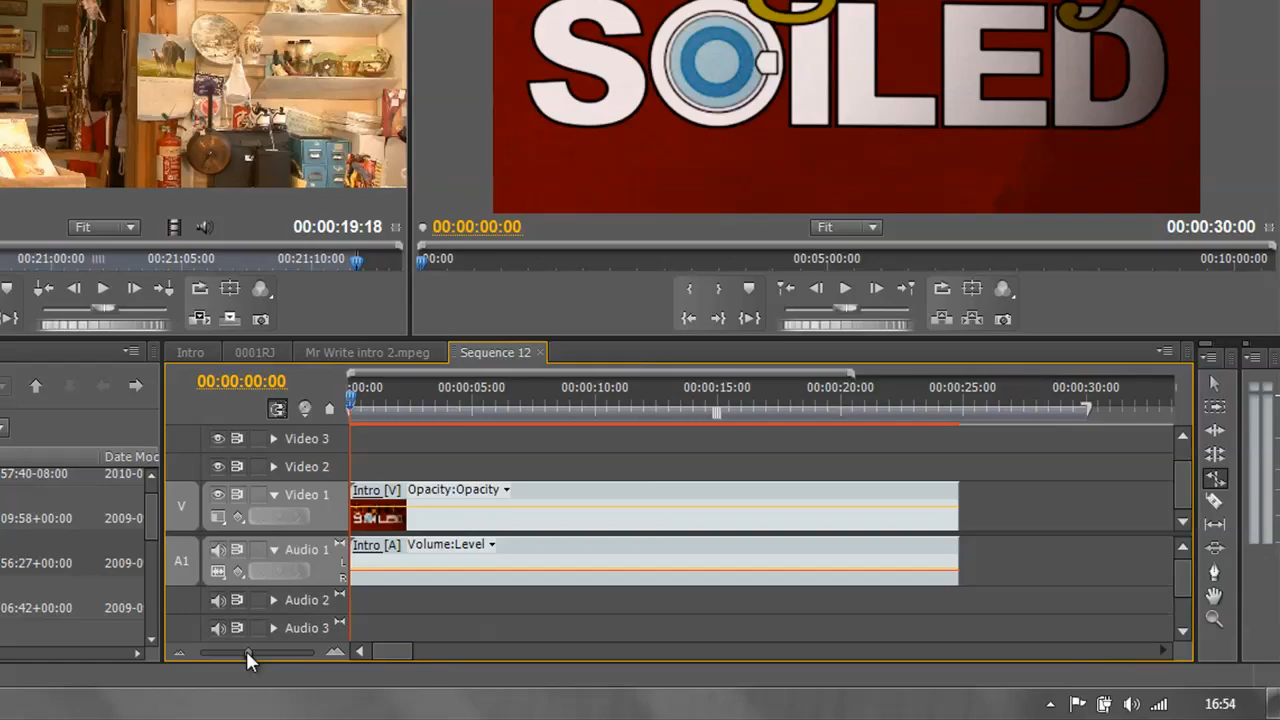 SOILED
Fit
00:00:19:18
00:00:00:00
Fit
00:00:30:00
00:21:00:00
00:21:05:00
00:21:10:00
00:00
00:05:00:00
00:10:00:00
Intro
0001RJ
Mr Write intro 2.mpeg
Sequence 12
00:00:00:00
:00:00
00:00:05:00
00:00:10:00
00:00:15:00
00:00:20:00
00:00:25:00
00:00:30:00
Date Moc
57:40-08:00
2010-0
09:58+00:00
2009-0
56:27+00:00
2009-0
06:42+00:00
2009-0
Video 3
Video 2
V
Video 1
Intro [V]
Opacity:Opacity
SOILED
A1
Audio 1
L
R
Intro [A]
Volume:Level
Audio 2
Audio 3
16:54